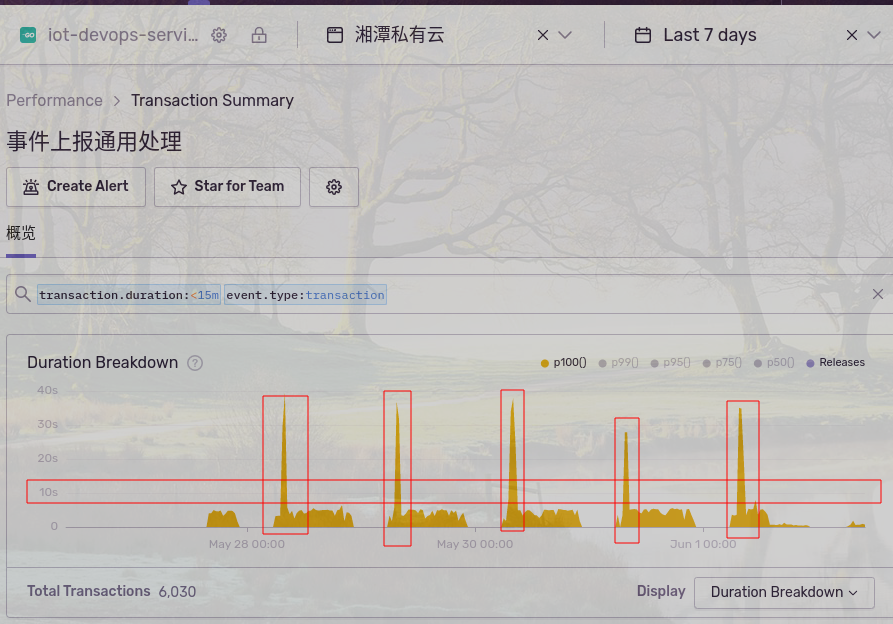 iot-devops-servi...
湘潭私有云
Last 7 days
Performance > Transaction Summary
事件上报通用处理
Create Alert
Star for Team
概览
transaction.duration:<15m event.type:transaction
Duration Breakdown ?
p100() p99() p95() p75() p50() Releases
40s
30s
20s
10s
0
May 28 00:00 May 30 00:00 Jun 1 00:00
Total Transactions 6,030
Display Duration Breakdown